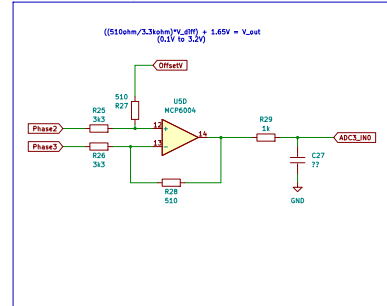 ((510ohm/3.3kohm)*V_diff) + 1.65V = V_out
(0.1V to 3.2V)
OffsetV
510
R27
U5D
MCP6004
R25
3k3
Phase2
12
+
14
R29
1k
ADC3_IN0
Phase3
13
-
R26
3k3
C27
??
R28
510
GND